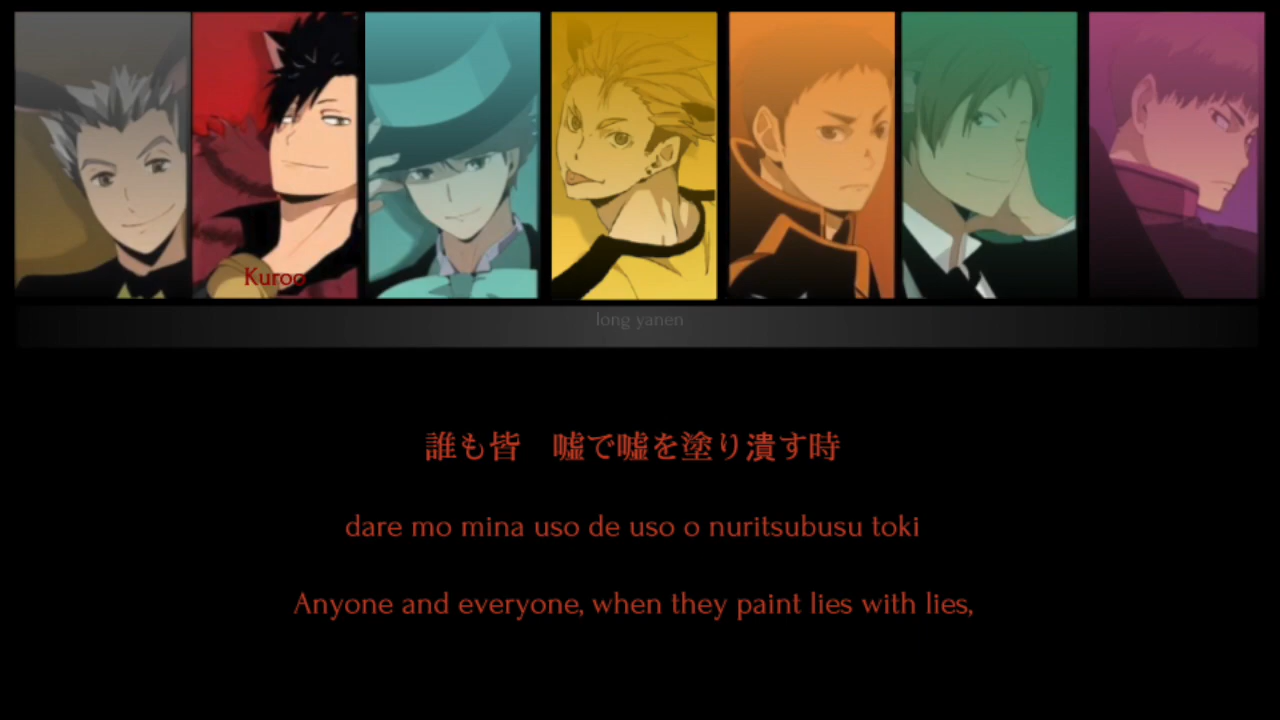 Kuroo
long yanen
誰も皆　嘘で嘘を塗り潰す時
dare mo mina uso de uso o nuritsubusu toki
Anyone and everyone, when they paint lies with lies,